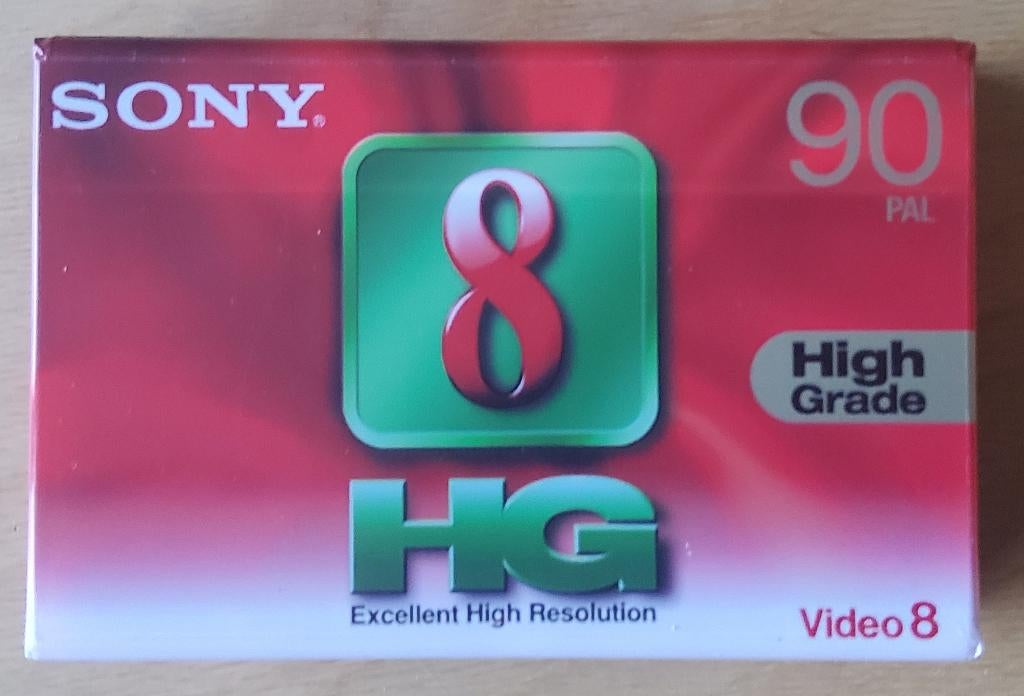 SONY®
90
PAL
8
High
Grade
HG
Excellent High Resolution
Video 8